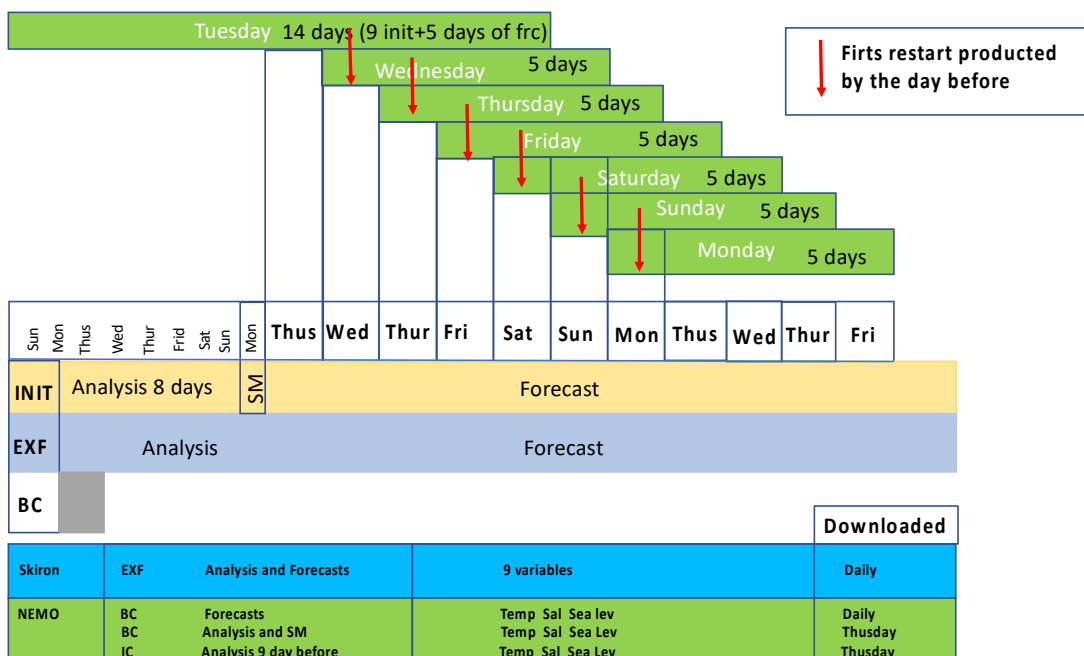 Tuesday 14 days (9 init+5 days of frc)
Firts restart producted
by the day before
Wednesday 5 days
Thursday 5 days
Friday 5 days
Saturday 5 days
Sunday 5 days
Monday 5 days
Sun Mon Thus Wed Thur Frid Sat Sun Mon Thus Wed Thur Fri Sat Sun Mon Thus Wed Thur Fri
INIT Analysis 8 days SM Forecast
EXF Analysis Forecast
BC
Downloaded
Skiron EXF Analysis and Forecasts 9 variables Daily
NEMO BC Forecasts Temp Sal Sea lev Daily
BC Analysis and SM Temp Sal Sea Lev Thusday
IC Analysis 9 day before Temp Sal Sea Lev Thusday